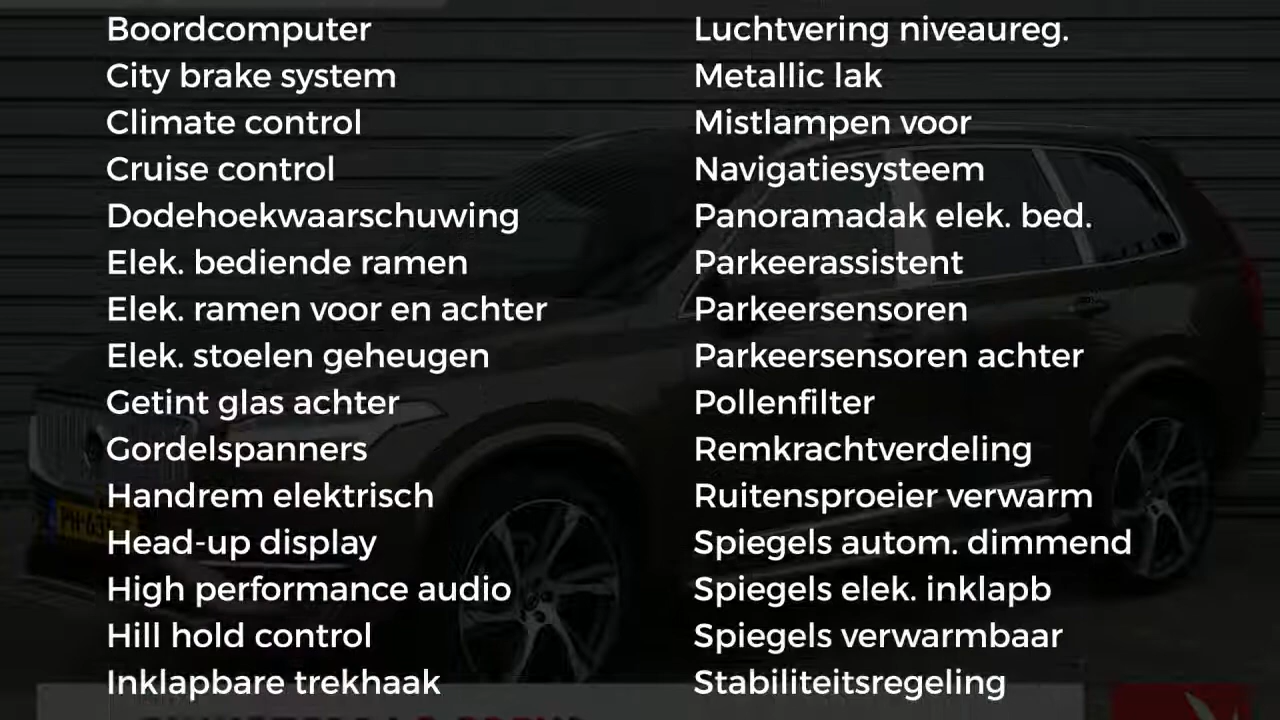 Boordcomputer
City brake system
Climate control
Cruise control
Dodehoekwaarschuwing
Elek. bediende ramen
Elek. ramen voor en achter
Elek. stoelen geheugen
Getint glas achter
Gordelspanners
Handrem elektrisch
Head-up display
High performance audio
Hill hold control
Inklapbare trekhaak
Luchtvering niveaureg.
Metallic lak
Mistlampen voor
Navigatiesysteem
Panoramadak elek. bed.
Parkeerassistent
Parkeersensoren
Parkeersensoren achter
Pollenfilter
Remkrachtverdeling
Ruitensproeier verwarm
Spiegels autom. dimmend
Spiegels elek. inklapb
Spiegels verwarmbaar
Stabiliteitsregeling